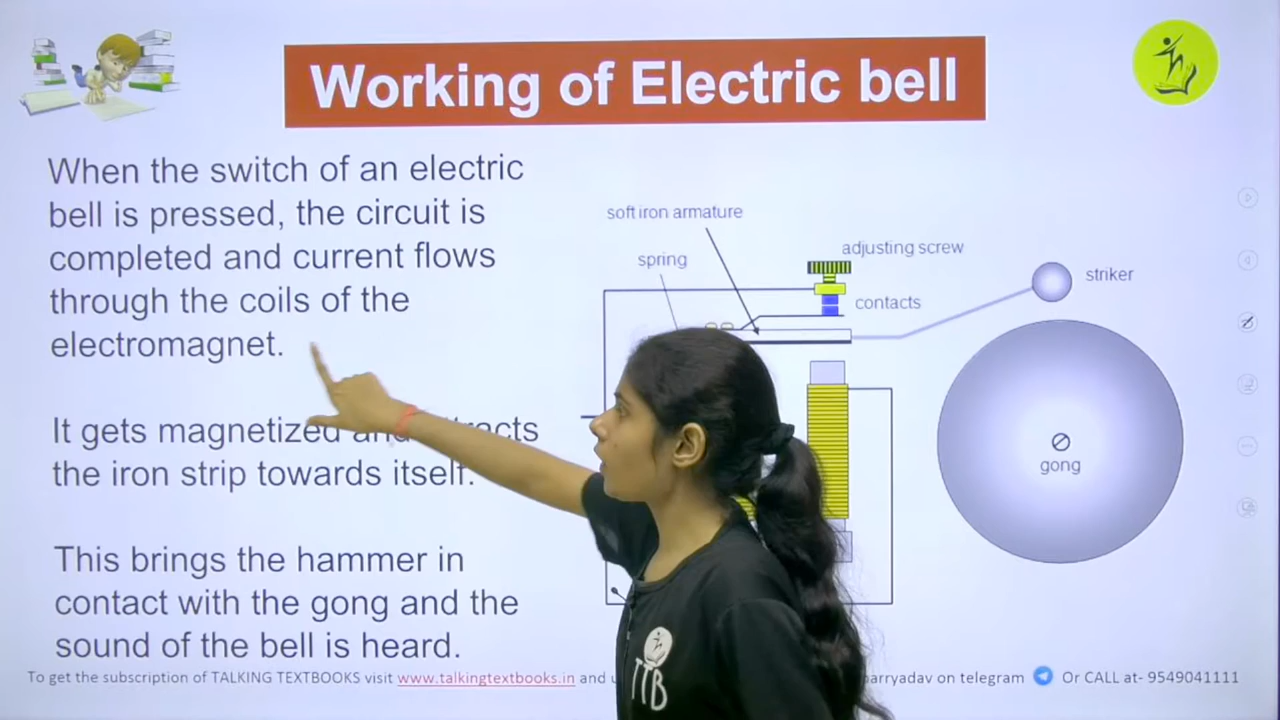 Working of Electric bell
When the switch of an electric
bell is pressed, the circuit is
completed and current flows
through the coils of the
electromagnet.
It gets magnetized
the iron strip towards itself.
This brings the hammer in
contact with the gong and the
sound of the bell is heard.
soft iron armature
spring
adjusting screw
contacts
striker
gong
TTB
To get the subscription of TALKING TEXTBOOKS visit www.talkingtextbooks.in and on telegram Or CALL at- 9549041111